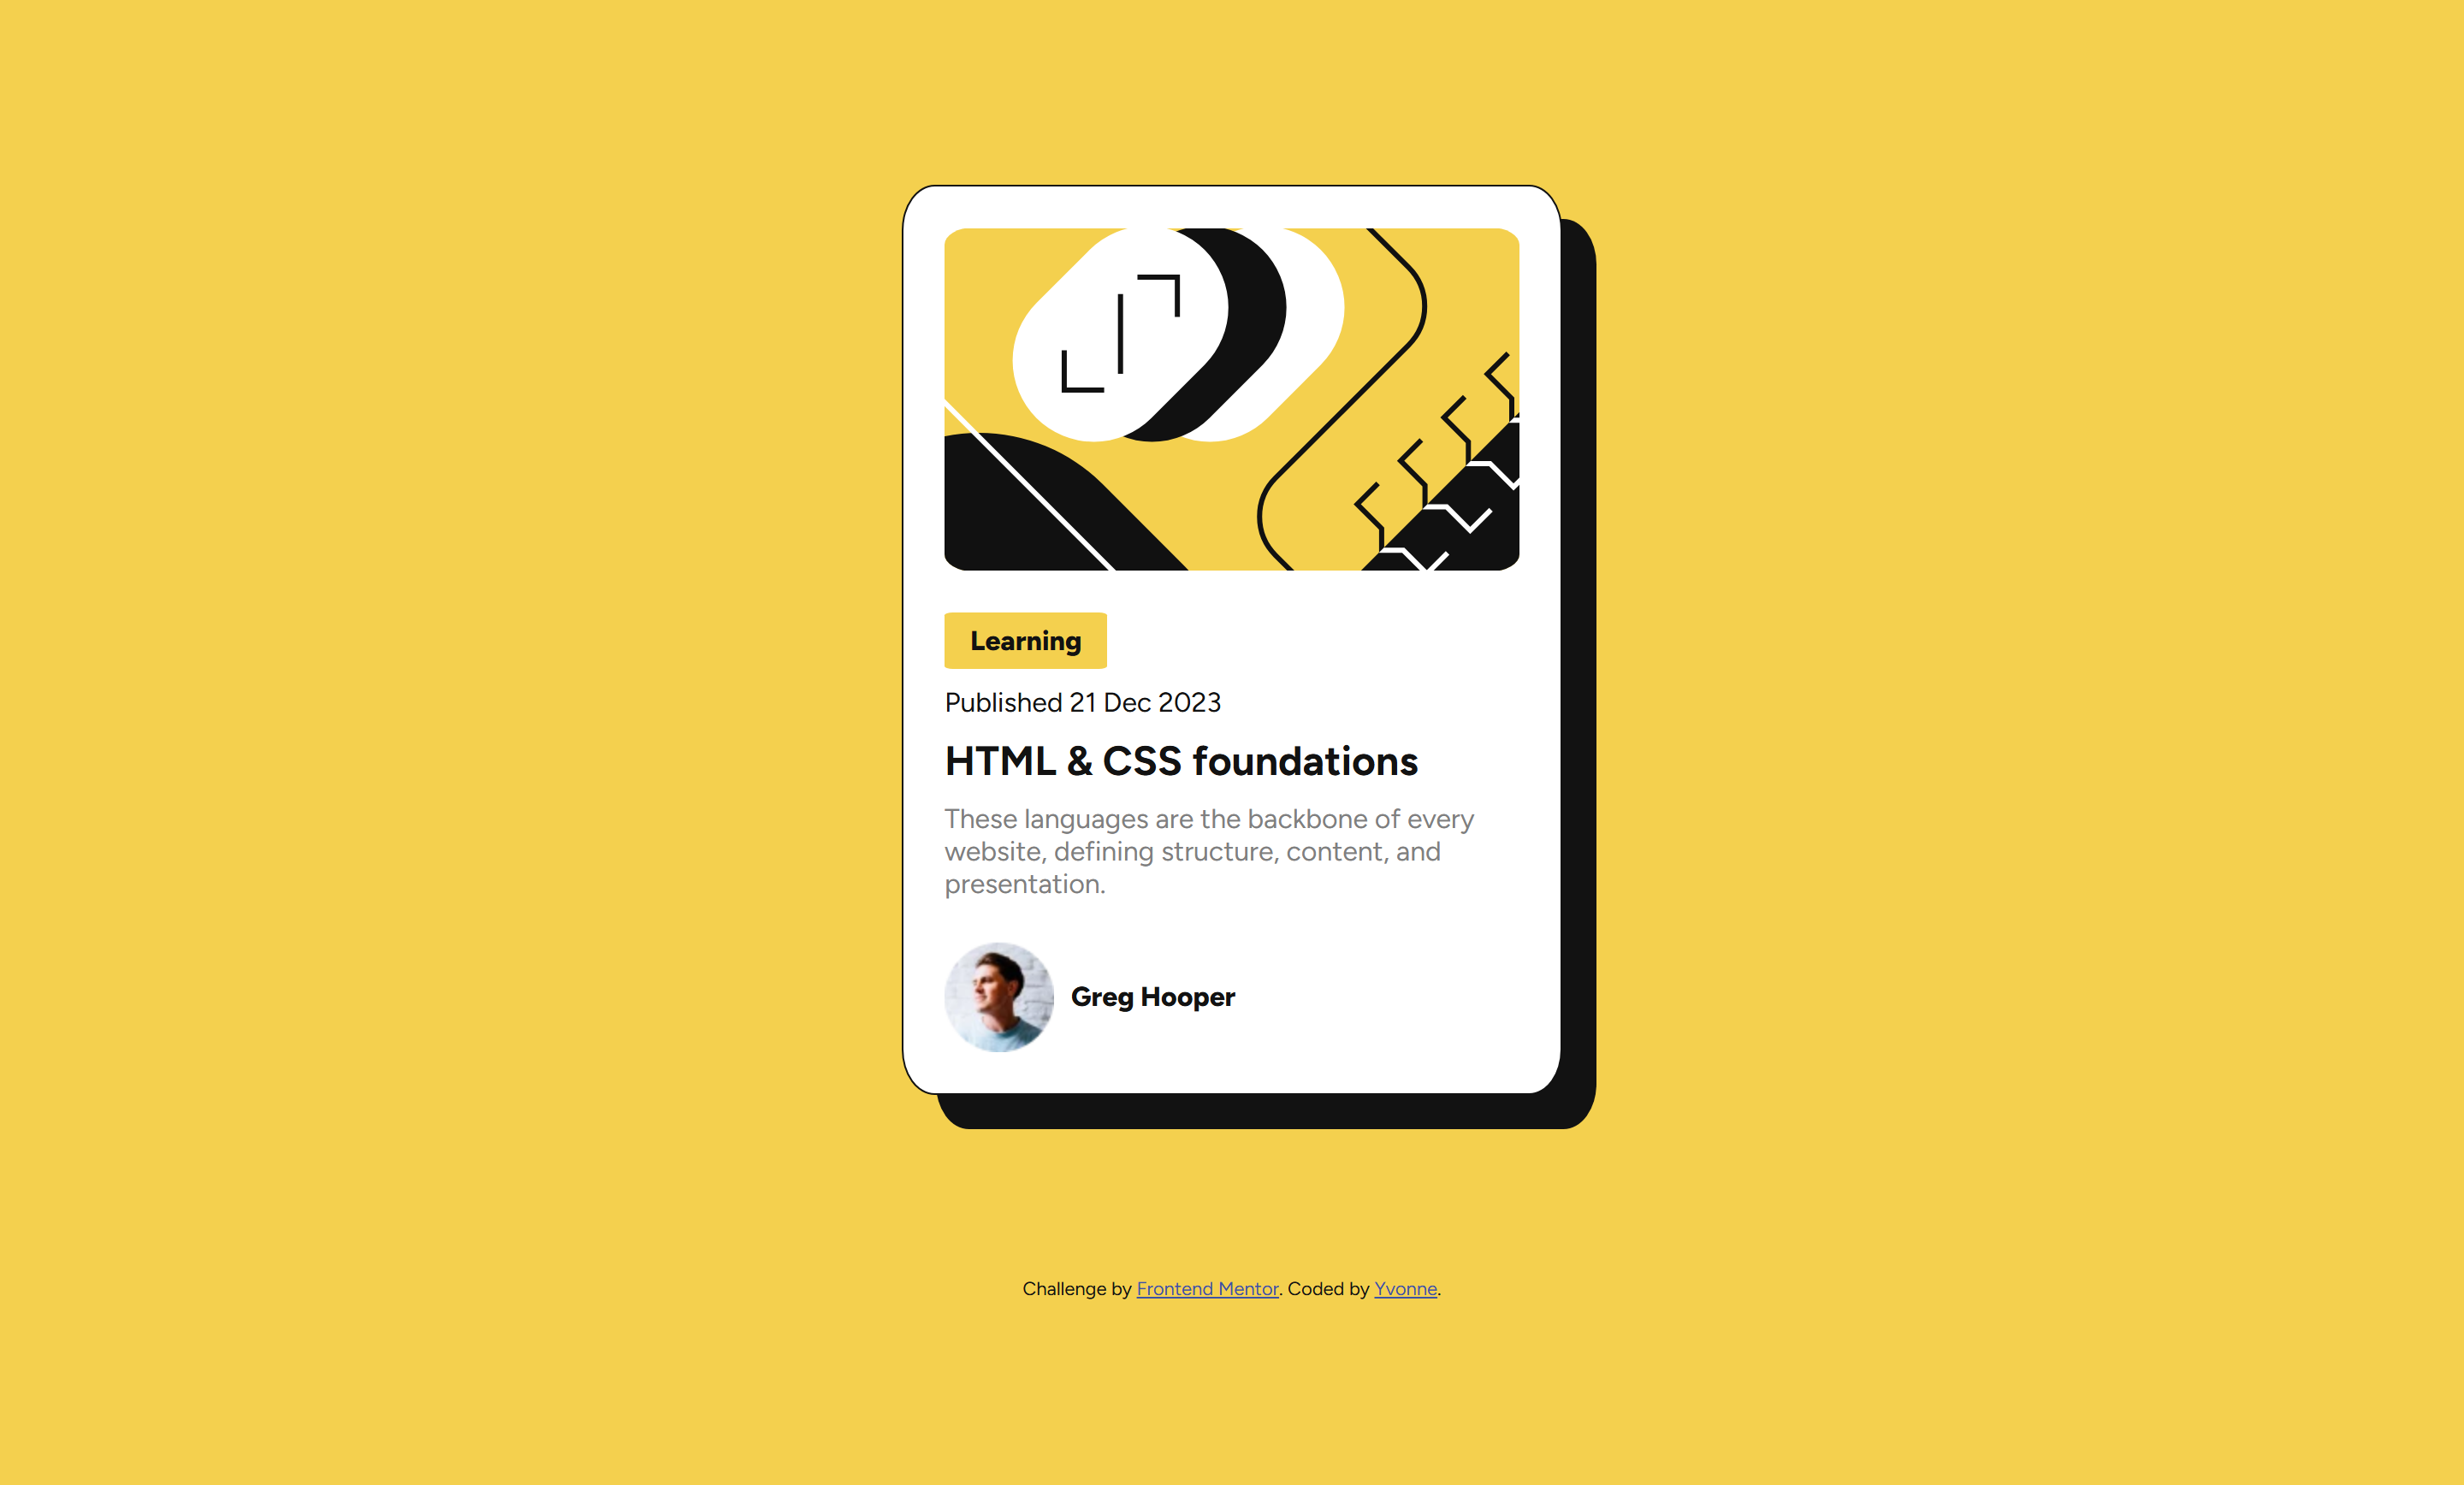 Learning
Published 21 Dec 2023
HTML & CSS foundations
These languages are the backbone of every
website, defining structure, content, and
presentation.
Greg Hooper
Challenge by Frontend Mentor. Coded by Yvonne.